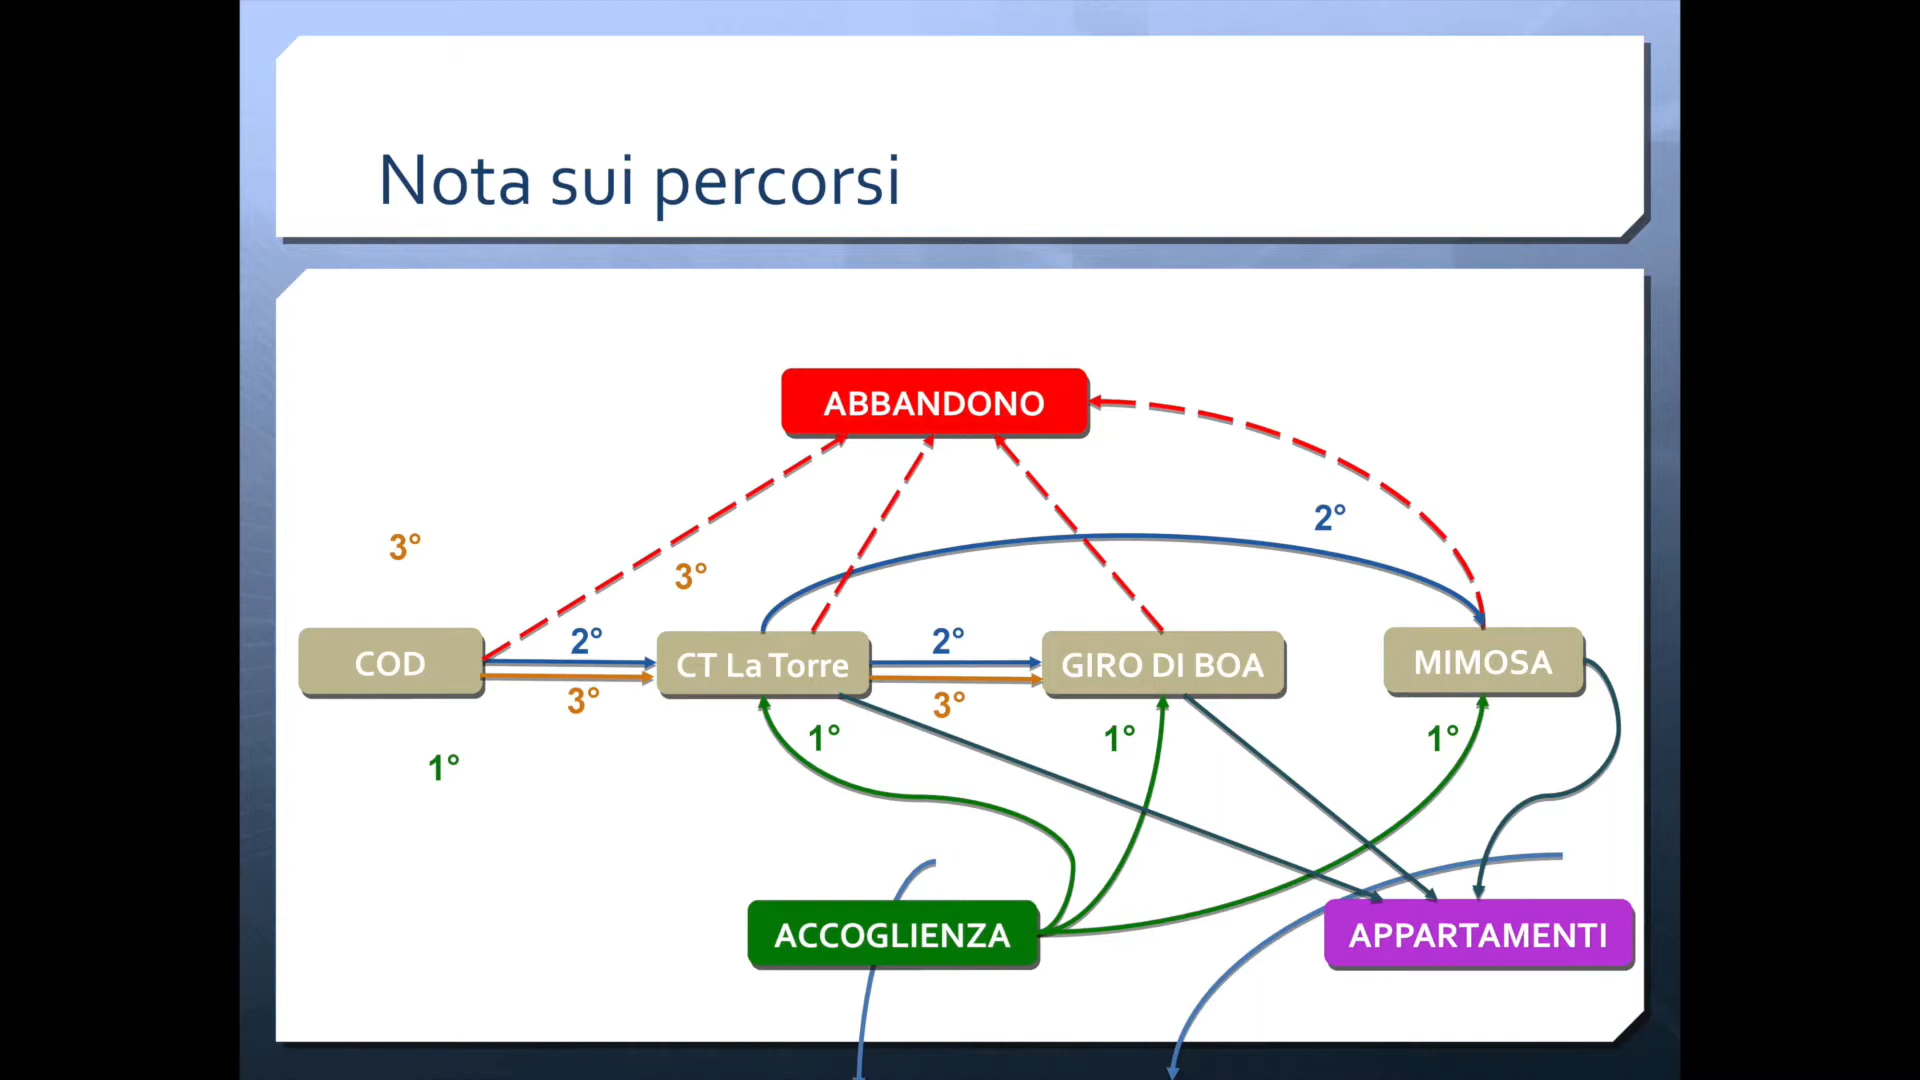 Nota sui percorsi
ABBANDONO
2°
3°
3°
COD
2°
3°
CT La Torre
2°
3°
GIRO DI BOA
MIMOSA
1°
1°
1°
1°
ACCOGLIENZA
APPARTAMENTI